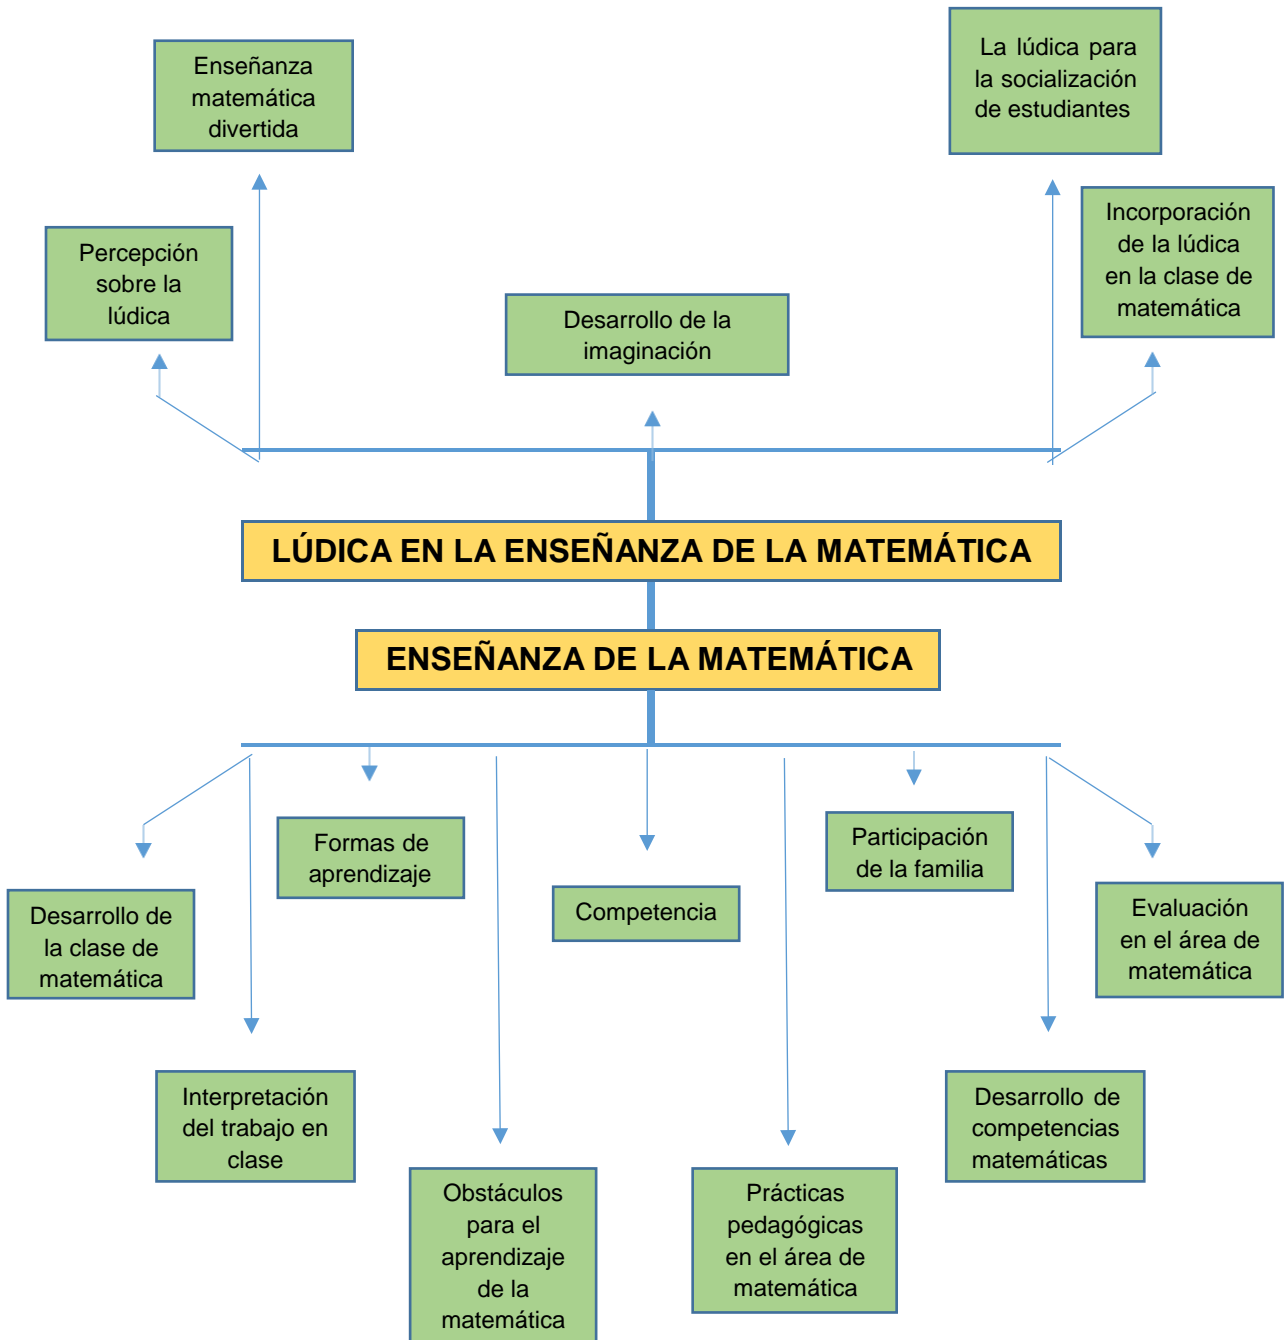 Enseñanza
matemática
divertida
La lúdica para
la socialización
de estudiantes
Percepción
sobre la
lúdica
Incorporación
de la lúdica
en la clase de
matemática
Desarrollo de la
imaginación
LÚDICA EN LA ENSEÑANZA DE LA MATEMÁTICA
ENSEÑANZA DE LA MATEMÁTICA
Formas de
aprendizaje
Participación
de la familia
Desarrollo de
la clase de
matemática
Competencia
Evaluación
en el área de
matemática
Interpretación
del trabajo en
clase
Desarrollo de
competencias
matemáticas
Obstáculos
para el
aprendizaje
de la
matemática
Prácticas
pedagógicas
en el área de
matemática